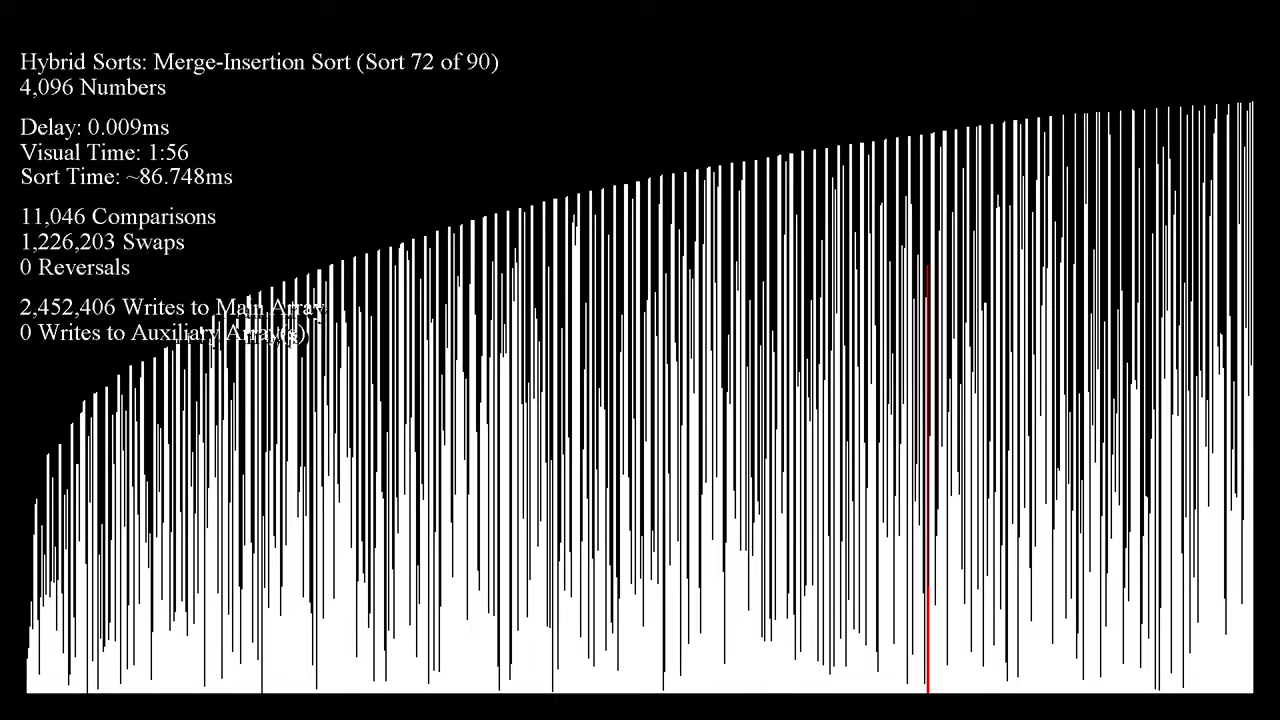 Hybrid Sorts: Merge-Insertion Sort (Sort 72 of 90)
4,096 Numbers
Delay: 0.009ms
Visual Time: 1:56
Sort Time: ~86.748ms
11,046 Comparisons
1,226,203 Swaps
0 Reversals
2,452,406 Writes to Main Array
0 Writes to Auxiliary Array(s)